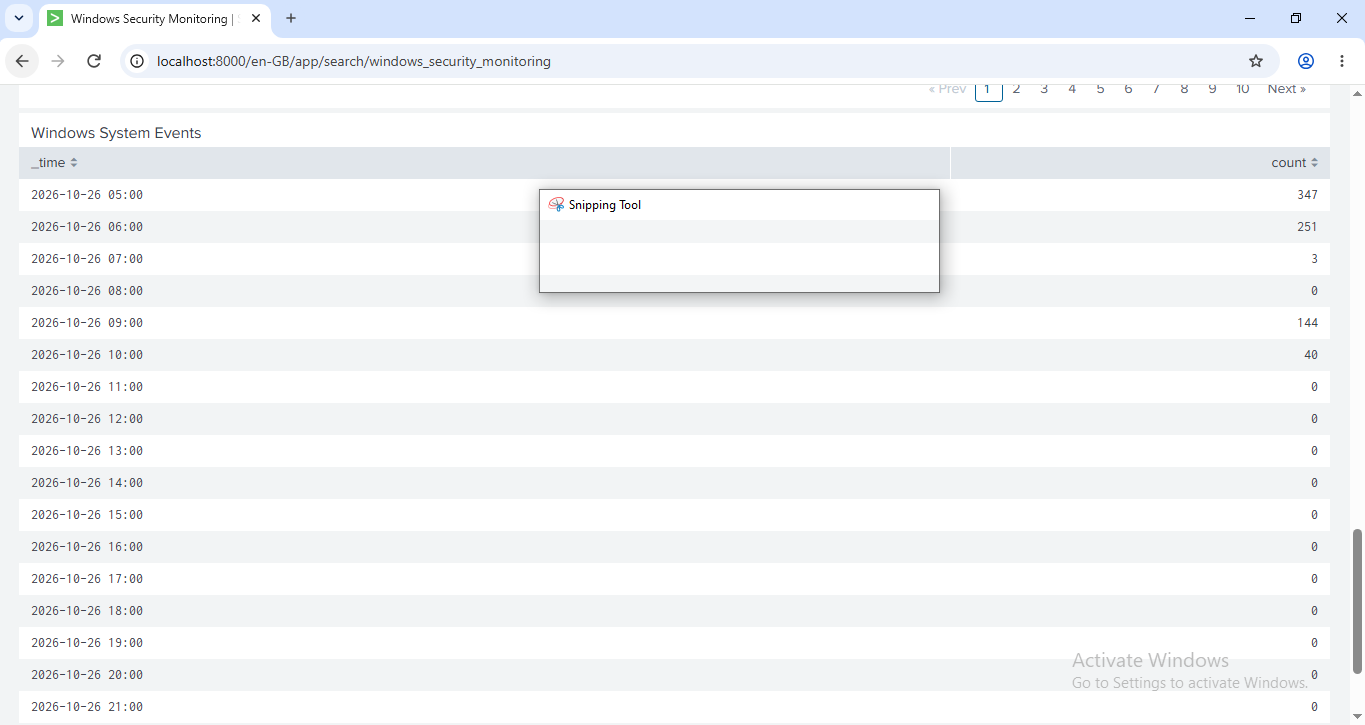 Windows Security Monitoring |
localhost:8000/en-GB/app/search/windows_security_monitoring
« Prev 1 2 3 4 5 6 7 8 9 10 Next »
Windows System Events
_time count
2026-10-26 05:00 347
Snipping Tool
2026-10-26 06:00 251
2026-10-26 07:00 3
2026-10-26 08:00 0
2026-10-26 09:00 144
2026-10-26 10:00 40
2026-10-26 11:00 0
2026-10-26 12:00 0
2026-10-26 13:00 0
2026-10-26 14:00 0
2026-10-26 15:00 0
2026-10-26 16:00 0
2026-10-26 17:00 0
2026-10-26 18:00 0
2026-10-26 19:00 0
Activate Windows
2026-10-26 20:00 0
Go to Settings to activate Windows.
2026-10-26 21:00 0